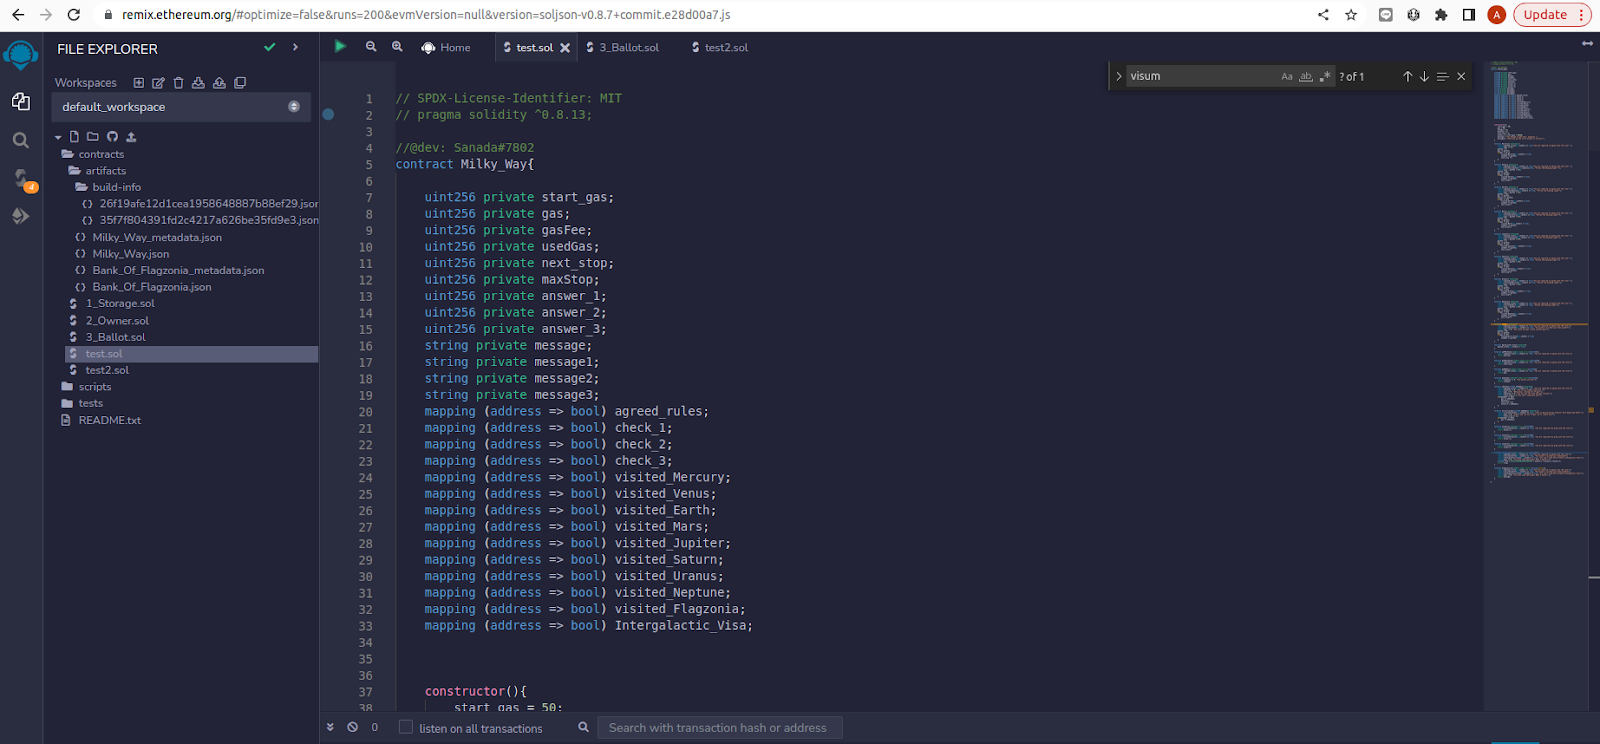 remix.ethereum.org/#optimize=false&runs=200&evmVersion=null&version=soljson-v0.8.7+commit.e28d00a7.js
A
Update
FILE EXPLORER
Workspaces
default_workspace
contracts
artifacts
build-info
{} 26f19afe12d1cea1958648887b88ef29.json
{} 35f7f804391fd2c4217a626be35fd9e3.json
{} Milky_Way_metadata.json
{} Milky_Way.json
{} Bank_Of_Flagzonia_metadata.json
{} Bank_Of_Flagzonia.json
1_Storage.sol
2_Owner.sol
3_Ballot.sol
test.sol
test2.sol
scripts
tests
README.txt
4
Home
test.sol
3_Ballot.sol
test2.sol
visum
Aa ab .* ? of 1
1 // SPDX-License-Identifier: MIT
2 // pragma solidity ^0.8.13;
3
4 //@dev: Sanada#7802
5 contract Milky_Way{
6
7 uint256 private start_gas;
8 uint256 private gas;
9 uint256 private gasFee;
10 uint256 private usedGas;
11 uint256 private next_stop;
12 uint256 private maxStop;
13 uint256 private answer_1;
14 uint256 private answer_2;
15 uint256 private answer_3;
16 string private message;
17 string private message1;
18 string private message2;
19 string private message3;
20 mapping (address => bool) agreed_rules;
21 mapping (address => bool) check_1;
22 mapping (address => bool) check_2;
23 mapping (address => bool) check_3;
24 mapping (address => bool) visited_Mercury;
25 mapping (address => bool) visited_Venus;
26 mapping (address => bool) visited_Earth;
27 mapping (address => bool) visited_Mars;
28 mapping (address => bool) visited_Jupiter;
29 mapping (address => bool) visited_Saturn;
30 mapping (address => bool) visited_Uranus;
31 mapping (address => bool) visited_Neptune;
32 mapping (address => bool) visited_Flagzonia;
33 mapping (address => bool) Intergalactic_Visa;
34
35
36
37 constructor(){
38 start_gas = 50;
0
listen on all transactions
Search with transaction hash or address